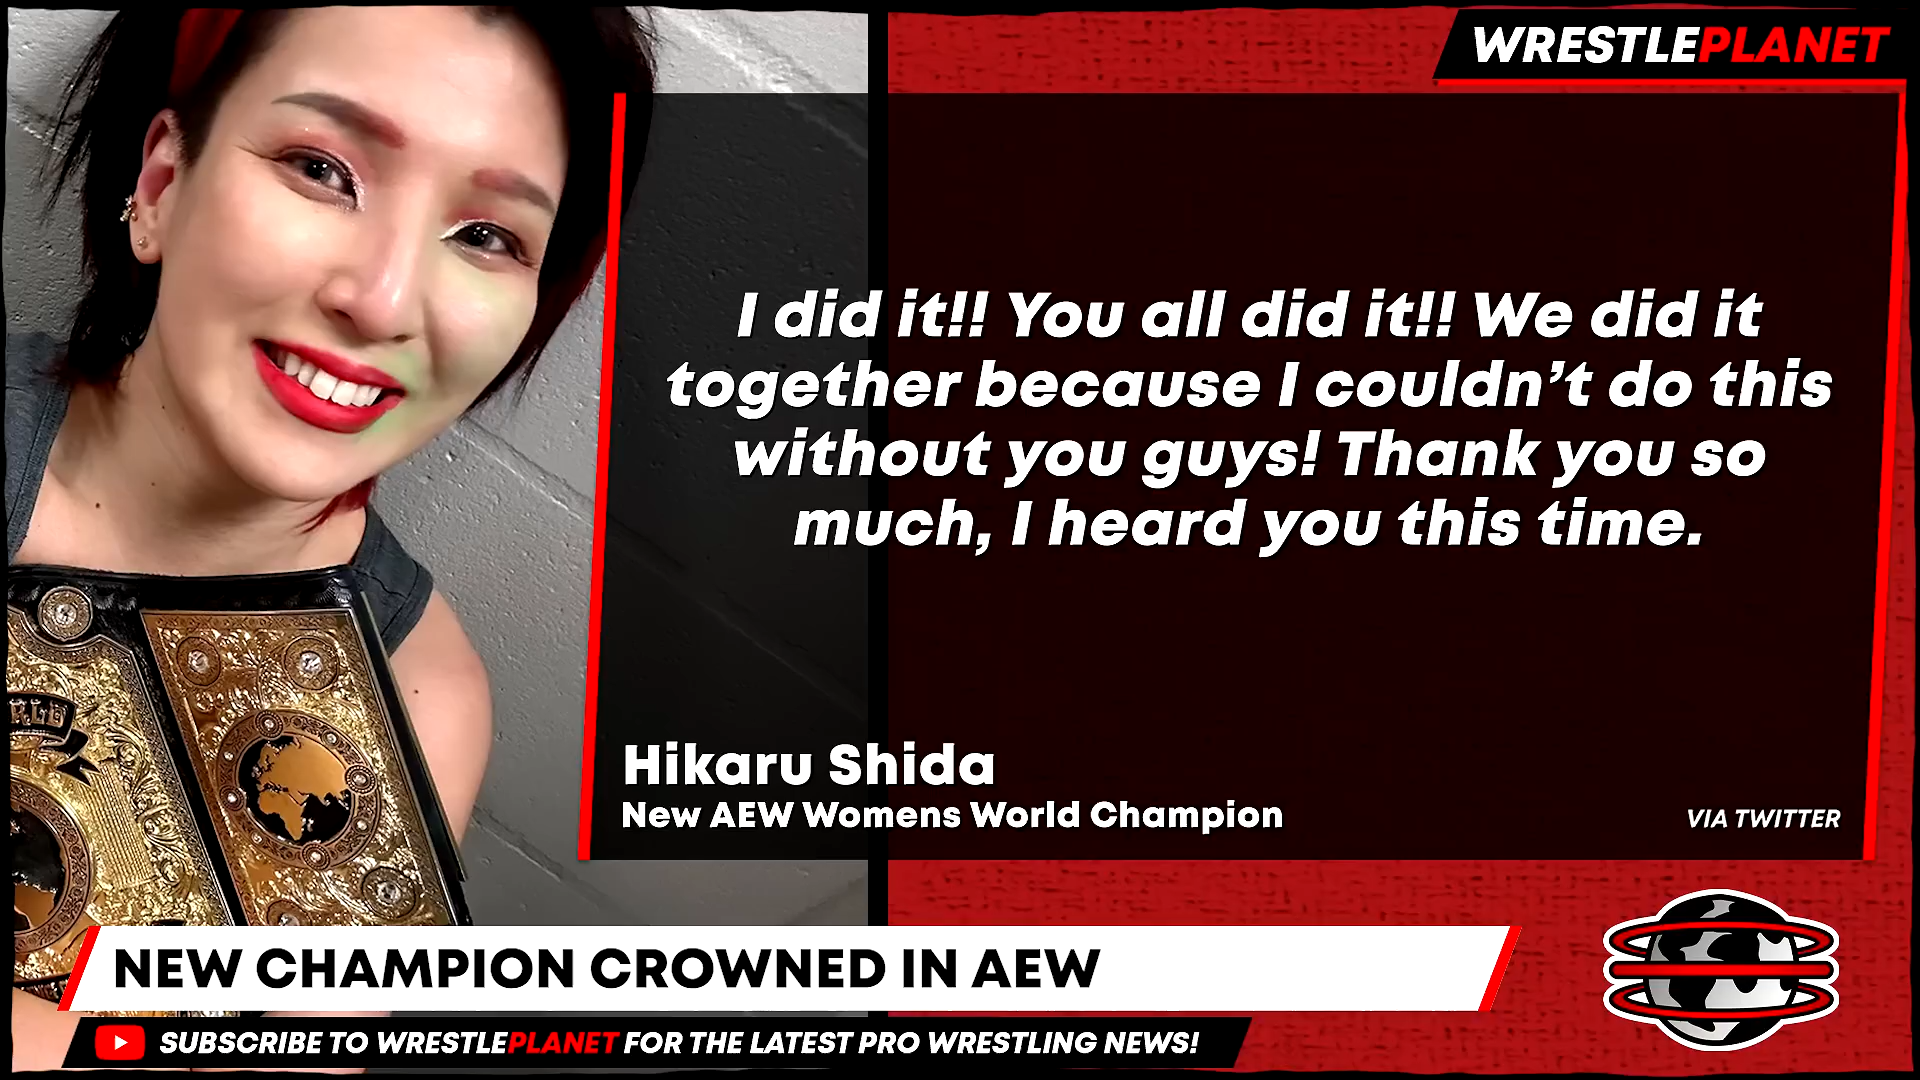 WRESTLEPLANET
I did it!! You all did it!! We did it
together because I couldn’t do this
without you guys! Thank you so
much, I heard you this time.
Hikaru Shida
New AEW Womens World Champion
VIA TWITTER
NEW CHAMPION CROWNED IN AEW
SUBSCRIBE TO WRESTLEPLANET FOR THE LATEST PRO WRESTLING NEWS!